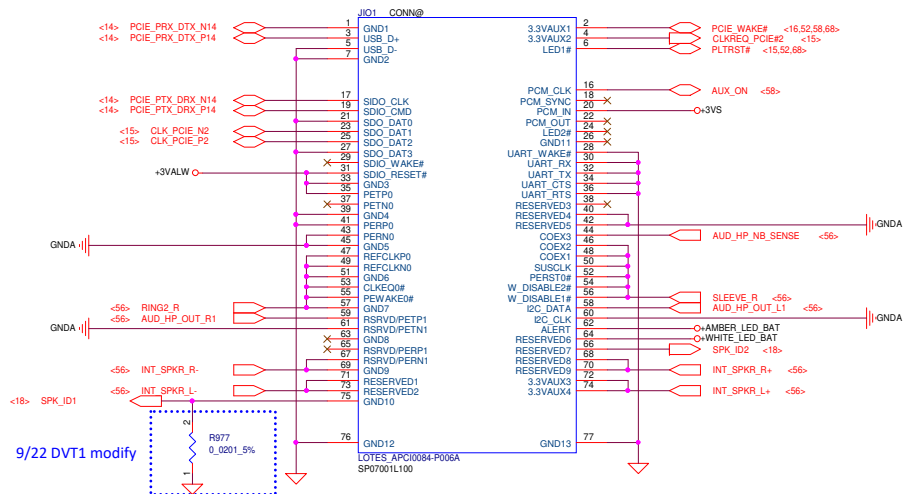 JIO1 CONN@
<14> PCIE_PRX_DTX_N14 1 GND1 3.3VAUX1 2 PCIE_WAKE# <16,52,58,68>
<14> PCIE_PRX_DTX_P14 3 USB_D+ 3.3VAUX2 4 CLKREQ_PCIE#2 <15>
5 USB_D- LED1# 6 PLTRST# <15,52,68>
7 GND2
PCM_CLK 16 AUX_ON <58>
<14> PCIE_PTX_DRX_N14 17 SIDO_CLK PCM_SYNC 18
<14> PCIE_PTX_DRX_P14 19 SDIO_CMD PCM_IN 20 +3VS
21 SDO_DAT0 PCM_OUT 22
<15> CLK_PCIE_N2 23 SDO_DAT1 LED2# 24
<15> CLK_PCIE_P2 25 SDO_DAT2 GND11 26
27 SDO_DAT3 UART_WAKE# 28
29 SDIO_WAKE# UART_RX 30
+3VALW 31 SDIO_RESET# UART_TX 32
33 GND3 UART_CTS 34
35 PETP0 UART_RTS 36
37 PETN0 RESERVED3 38
39 GND4 RESERVED4 40
41 PERP0 RESERVED5 42 GNDA
43 PERN0 COEX3 44 AUD_HP_NB_SENSE <56>
GNDA 45 GND5 COEX2 46
47 REFCLKP0 COEX1 48
49 REFCLKN0 SUSCLK 50
51 GND6 PERST0# 52
53 CLKEQ0# W_DISABLE2# 54
55 PEWAKE0# W_DISABLE1# 56 SLEEVE_R <56>
<56> RING2_R 57 GND7 I2C_DATA 58 AUD_HP_OUT_L1 <56>
<56> AUD_HP_OUT_R1 59 RSRVD/PETP1 I2C_CLK 60 GNDA
GNDA 61 RSRVD/PETN1 ALERT 62 +AMBER_LED_BAT
63 GND8 RESERVED6 64 +WHITE_LED_BAT
65 RSRVD/PERP1 RESERVED7 66 SPK_ID2 <18>
67 RSRVD/PERN1 RESERVED8 68
<56> INT_SPKR_R- 69 GND9 RESERVED9 70 INT_SPKR_R+ <56>
71 RESERVED1 3.3VAUX3 72
<56> INT_SPKR_L- 73 RESERVED2 3.3VAUX4 74 INT_SPKR_L+ <56>
<18> SPK_ID1 75 GND10
2
R977
0_0201_5%
1
9/22 DVT1 modify
76 GND12 GND13 77
LOTES_APCI0084-P006A
SP07001L100